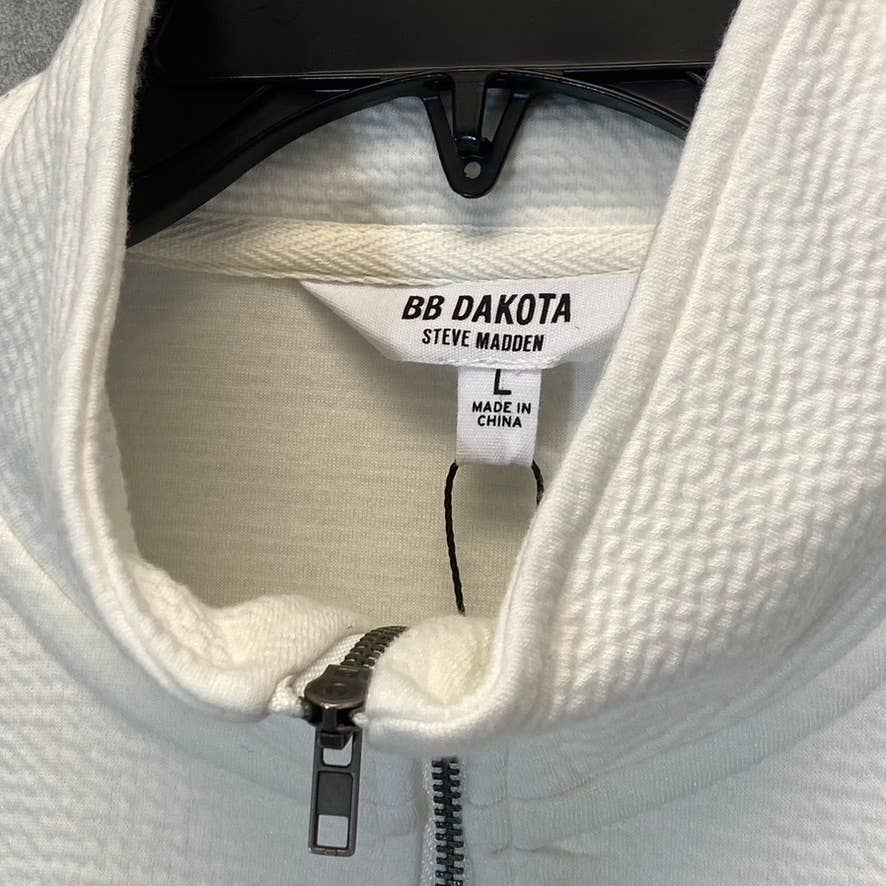 BB DAKOTA
STEVE MADDEN
L
MADE IN
CHINA